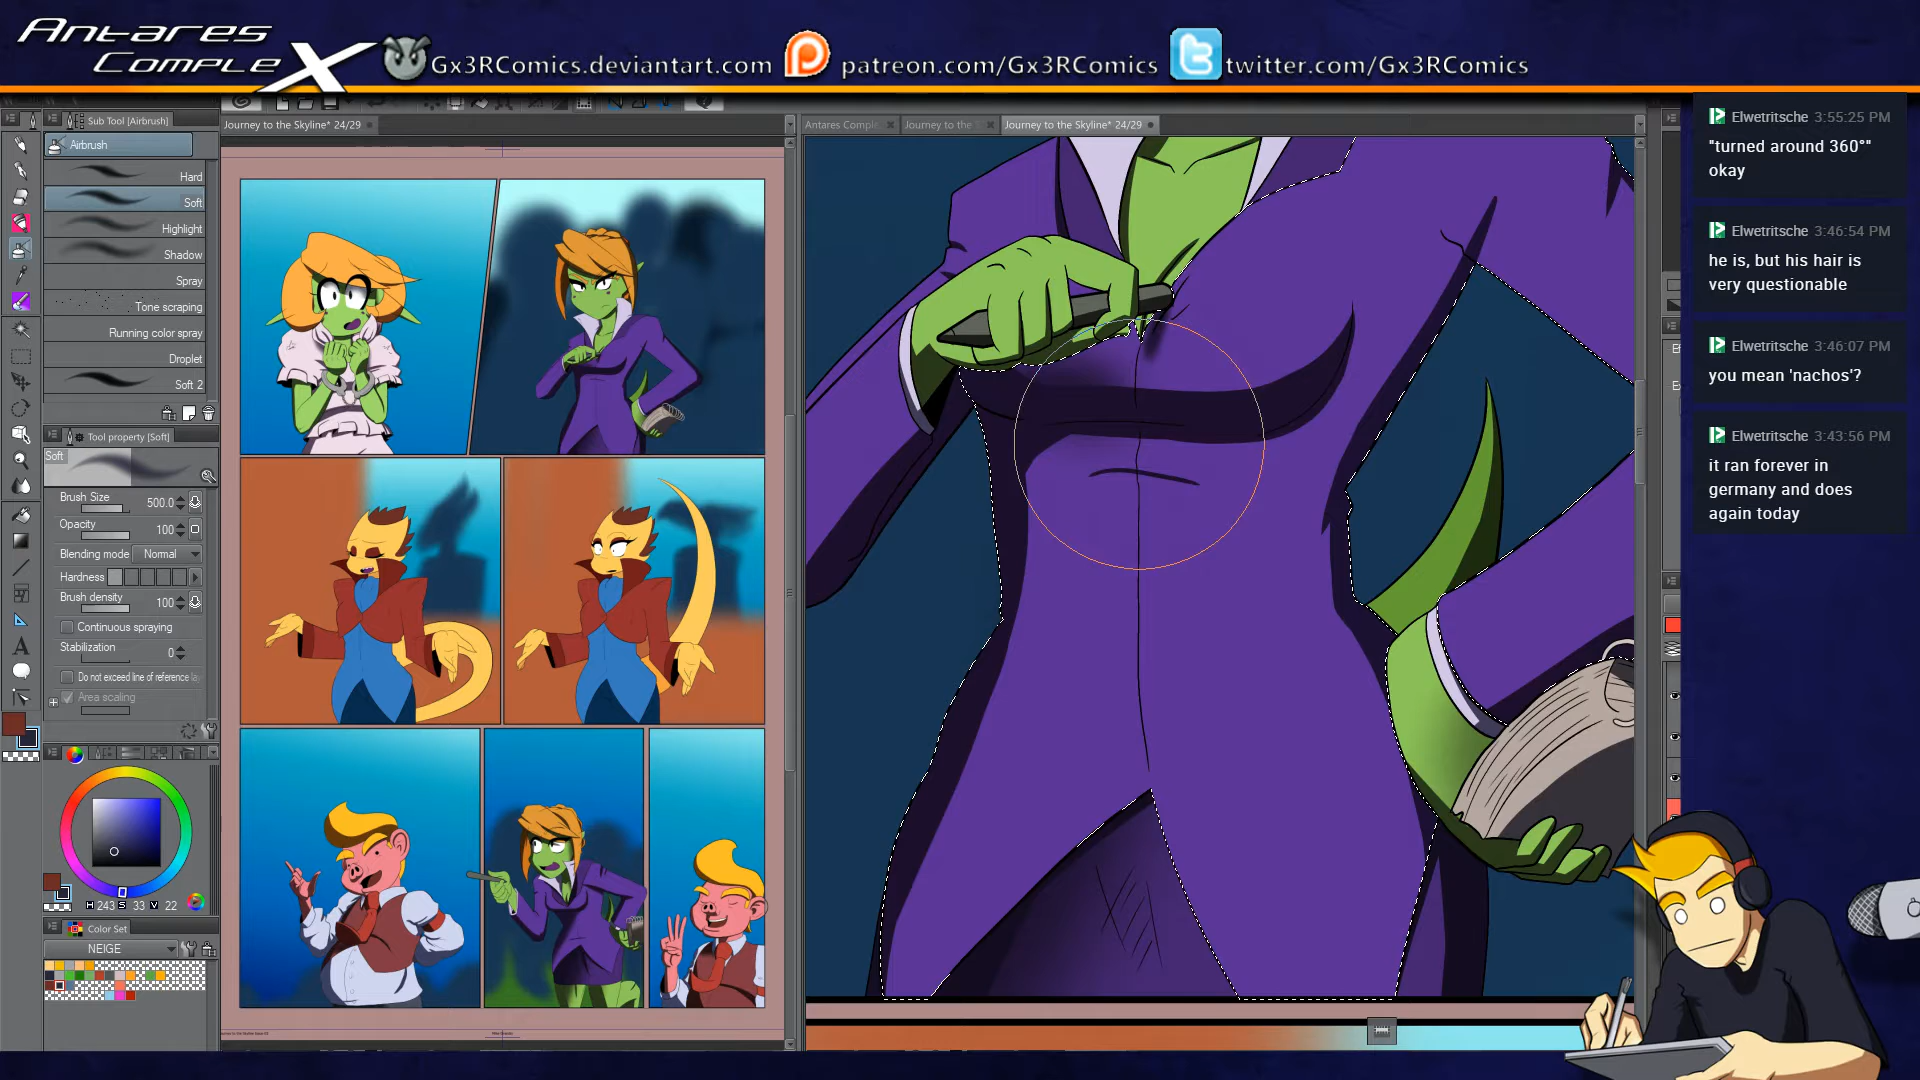 Antares
Complex
Gx3RComics.deviantart.com
patreon.com/Gx3RComics
twitter.com/Gx3RComics
Sub Tool [Airbrush]
Airbrush
Hard
Soft
Highlight
Shadow
Spray
Tone scraping
Running color spray
Droplet
Soft 2
Tool property [Soft]
Soft
Brush Size 500.0
Opacity 100
Blending mode Normal
Hardness
Brush density 100
Continuous spraying
Stabilization 0
Do not exceed line of reference
Area scaling
H 243 S 33 V 22
Color Set
NEIGE
Journey to the Skyline* 24/29
Antares Comple
Journey to the
Journey to the Skyline* 24/29
Elwetritsche 3:55:25 PM
"turned around 360°"
okay
Elwetritsche 3:46:54 PM
he is, but his hair is
very questionable
Elwetritsche 3:46:07 PM
you mean 'nachos'?
Elwetritsche 3:43:56 PM
it ran forever in
germany and does
again today